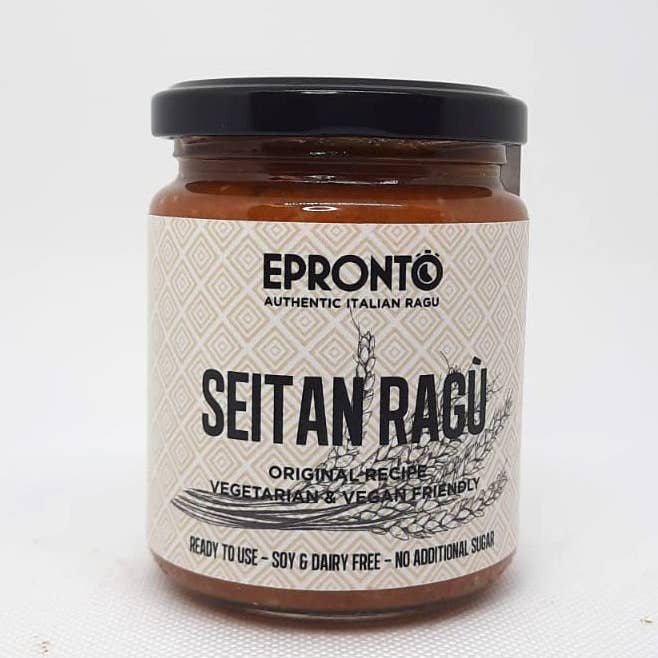 EPRONTO
AUTHENTIC ITALIAN RAGU
SEITAN RAGÙ
ORIGINAL RECIPE
VEGETARIAN & VEGAN FRIENDLY
READY TO USE - SOY & DAIRY FREE - NO ADDITIONAL SUGAR